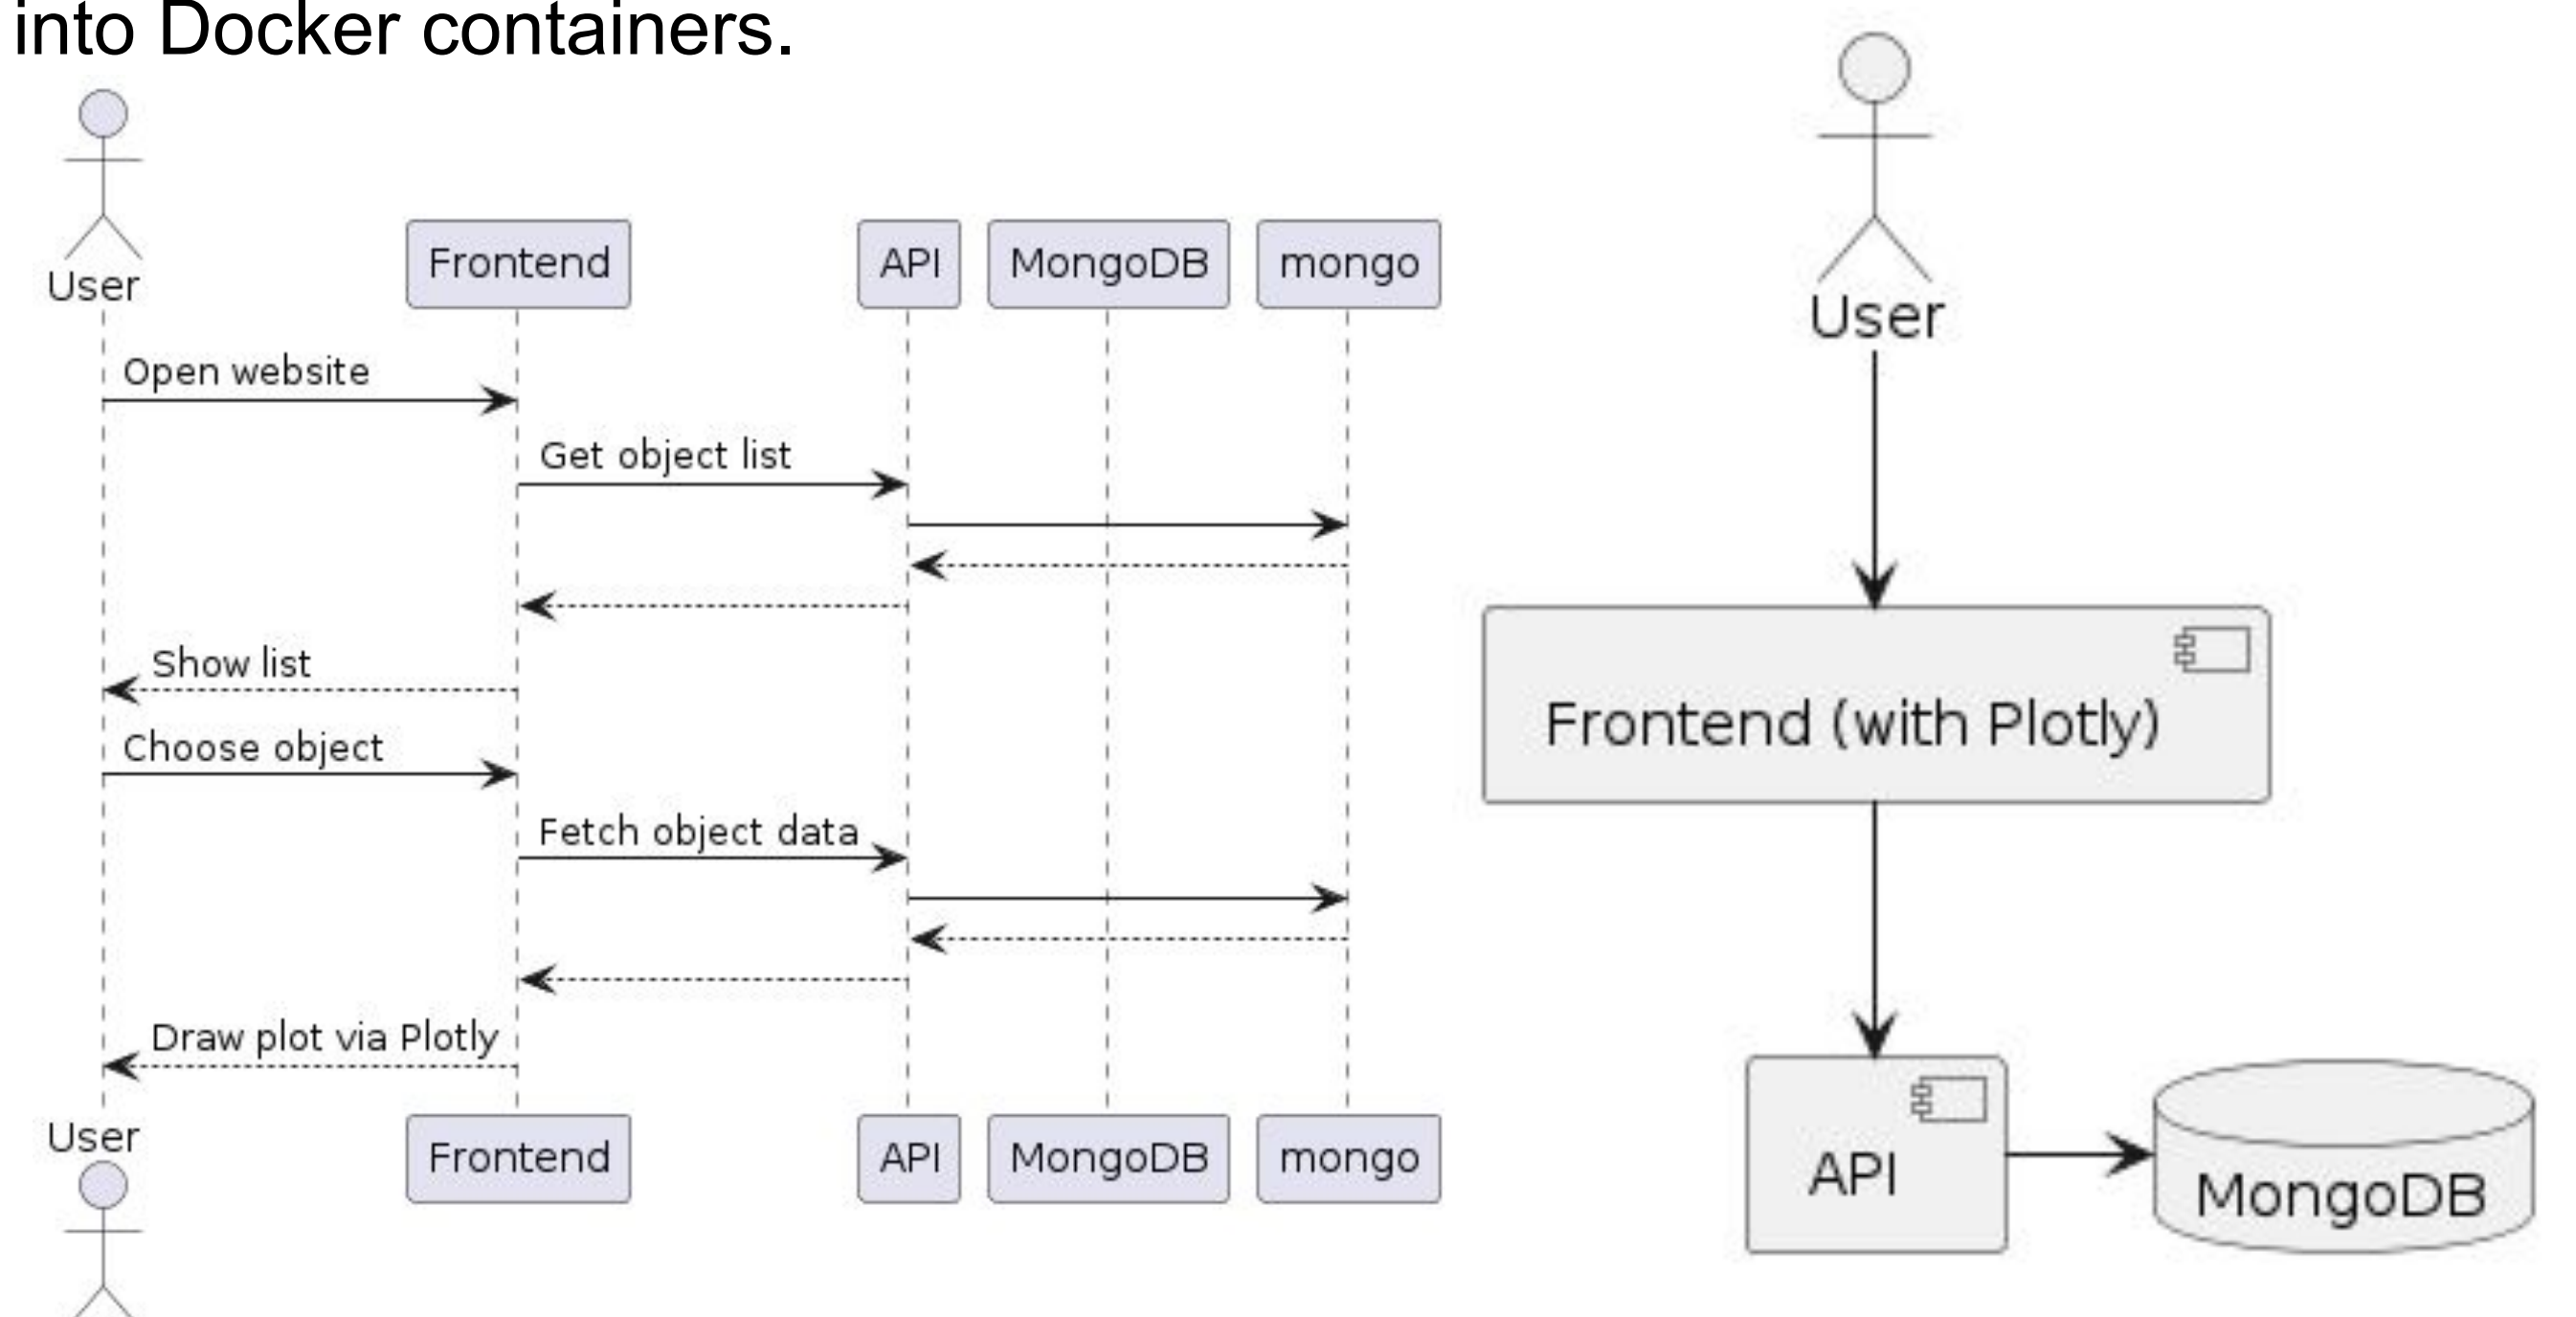 into Docker containers.
User
Frontend
API
MongoDB
mongo
Open website
Get object list
Show list
Choose object
Fetch object data
Draw plot via Plotly
User
Frontend
API
MongoDB
mongo
User
Frontend (with Plotly)
API
MongoDB